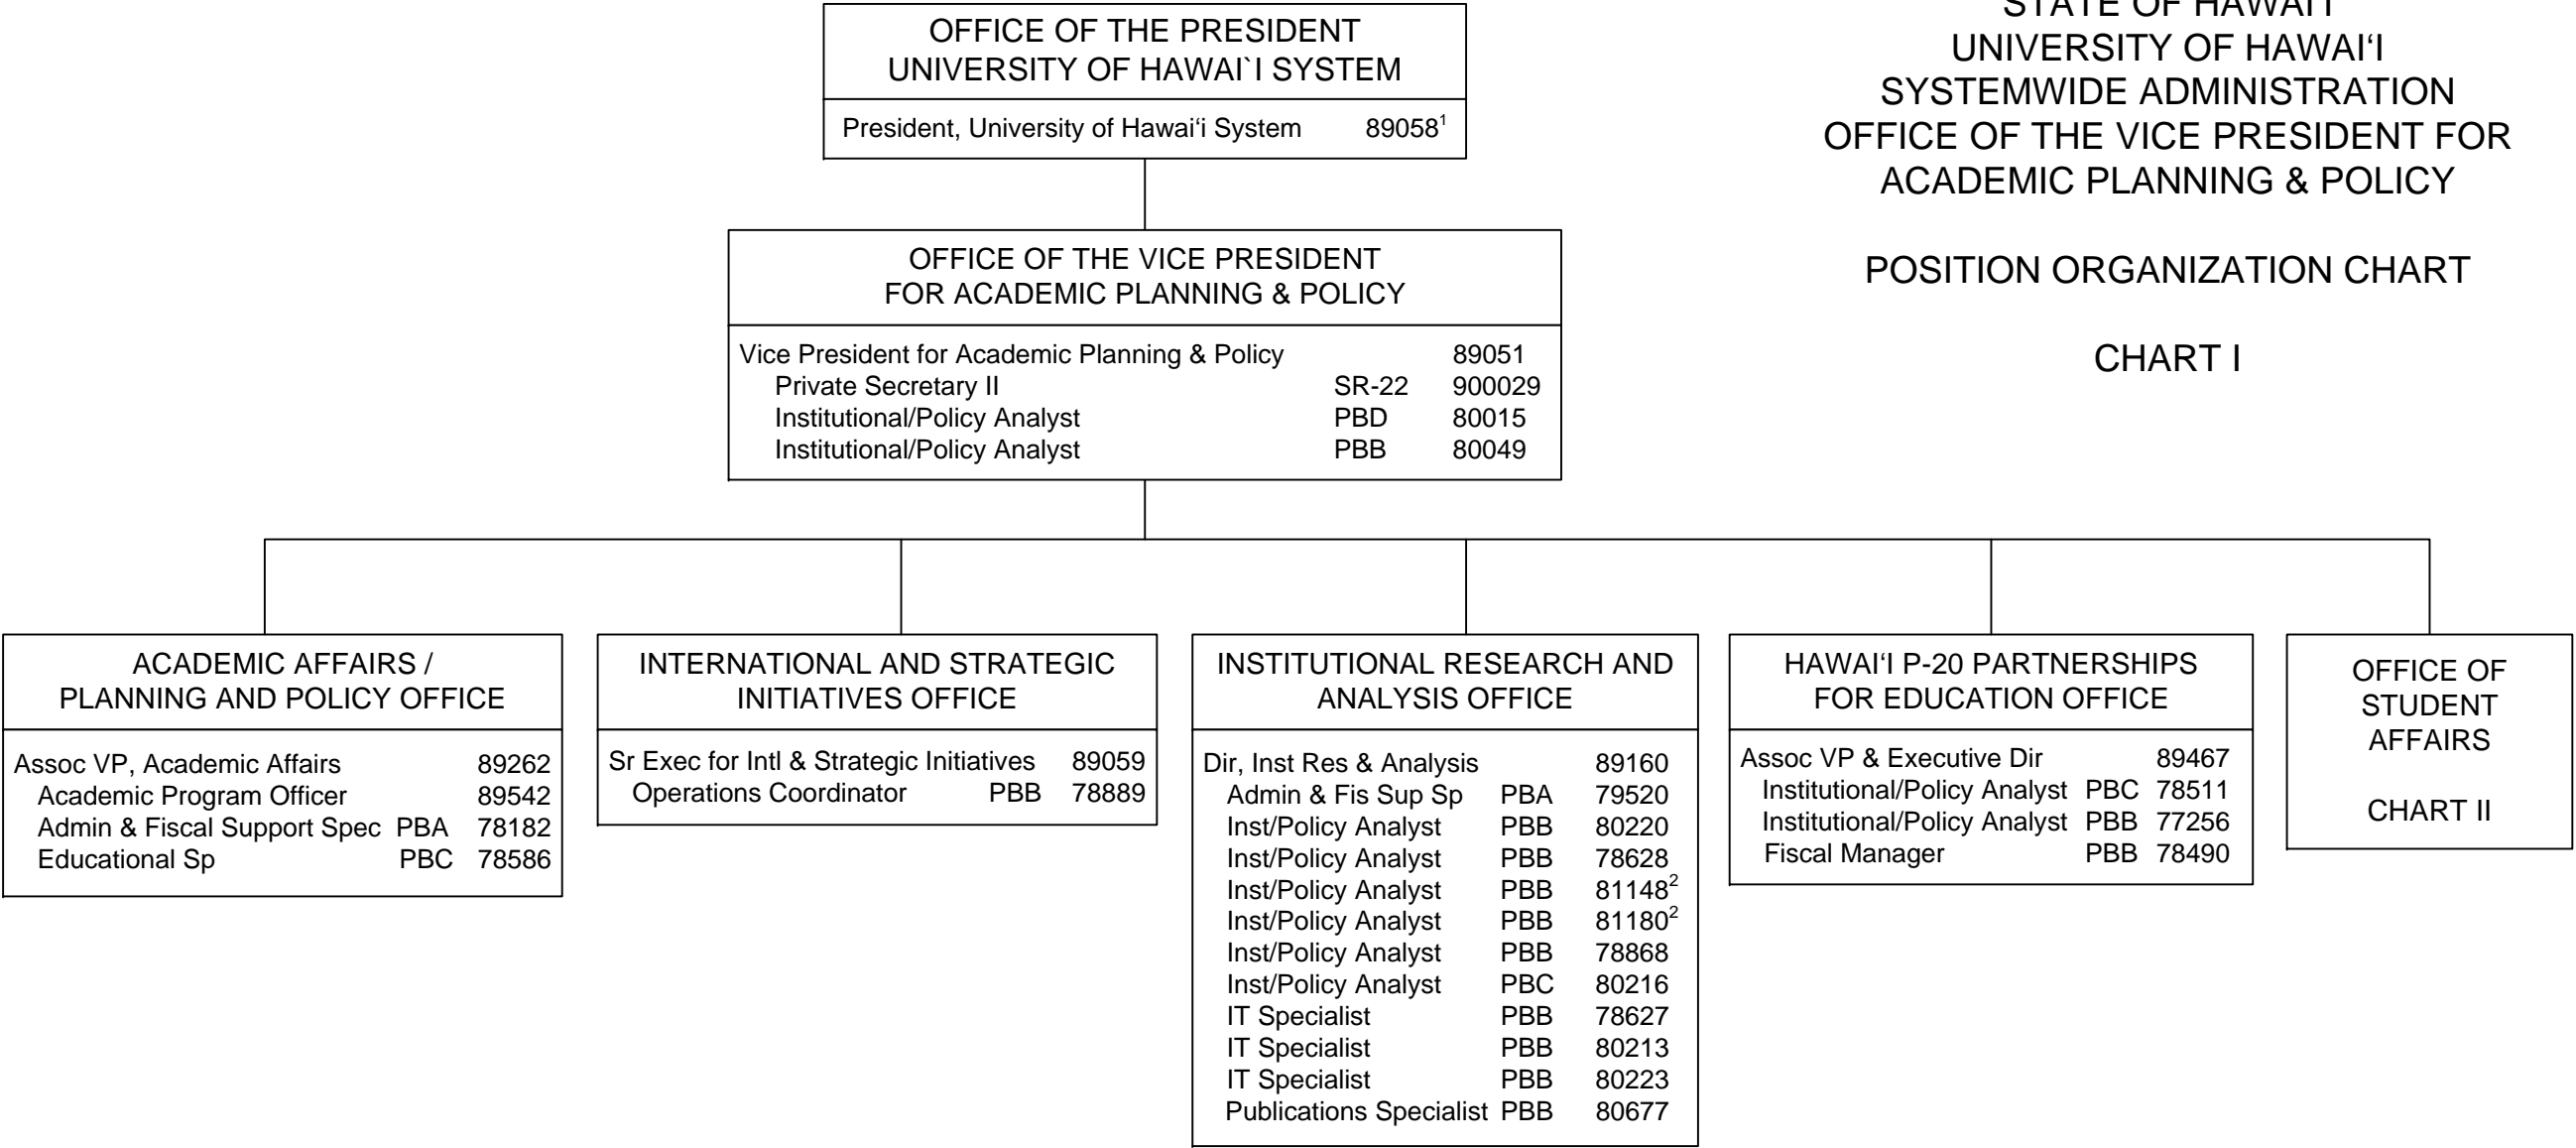 STATE OF HAWAI‘I
UNIVERSITY OF HAWAI‘I
SYSTEMWIDE ADMINISTRATION
OFFICE OF THE VICE PRESIDENT FOR
ACADEMIC PLANNING & POLICY
POSITION ORGANIZATION CHART
CHART I
OFFICE OF THE PRESIDENT
UNIVERSITY OF HAWAI`I SYSTEM
President, University of Hawai‘i System 89058¹
OFFICE OF THE VICE PRESIDENT
FOR ACADEMIC PLANNING & POLICY
Vice President for Academic Planning & Policy 89051
Private Secretary II SR-22 900029
Institutional/Policy Analyst PBD 80015
Institutional/Policy Analyst PBB 80049
ACADEMIC AFFAIRS /
PLANNING AND POLICY OFFICE
Assoc VP, Academic Affairs 89262
Academic Program Officer 89542
Admin & Fiscal Support Spec PBA 78182
Educational Sp PBC 78586
INTERNATIONAL AND STRATEGIC
INITIATIVES OFFICE
Sr Exec for Intl & Strategic Initiatives 89059
Operations Coordinator PBB 78889
INSTITUTIONAL RESEARCH AND
ANALYSIS OFFICE
Dir, Inst Res & Analysis 89160
Admin & Fis Sup Sp PBA 79520
Inst/Policy Analyst PBB 80220
Inst/Policy Analyst PBB 78628
Inst/Policy Analyst PBB 81148²
Inst/Policy Analyst PBB 81180²
Inst/Policy Analyst PBB 78868
Inst/Policy Analyst PBC 80216
IT Specialist PBB 78627
IT Specialist PBB 80213
IT Specialist PBB 80223
Publications Specialist PBB 80677
HAWAI‘I P-20 PARTNERSHIPS
FOR EDUCATION OFFICE
Assoc VP & Executive Dir 89467
Institutional/Policy Analyst PBC 78511
Institutional/Policy Analyst PBB 77256
Fiscal Manager PBB 78490
OFFICE OF
STUDENT
AFFAIRS
CHART II